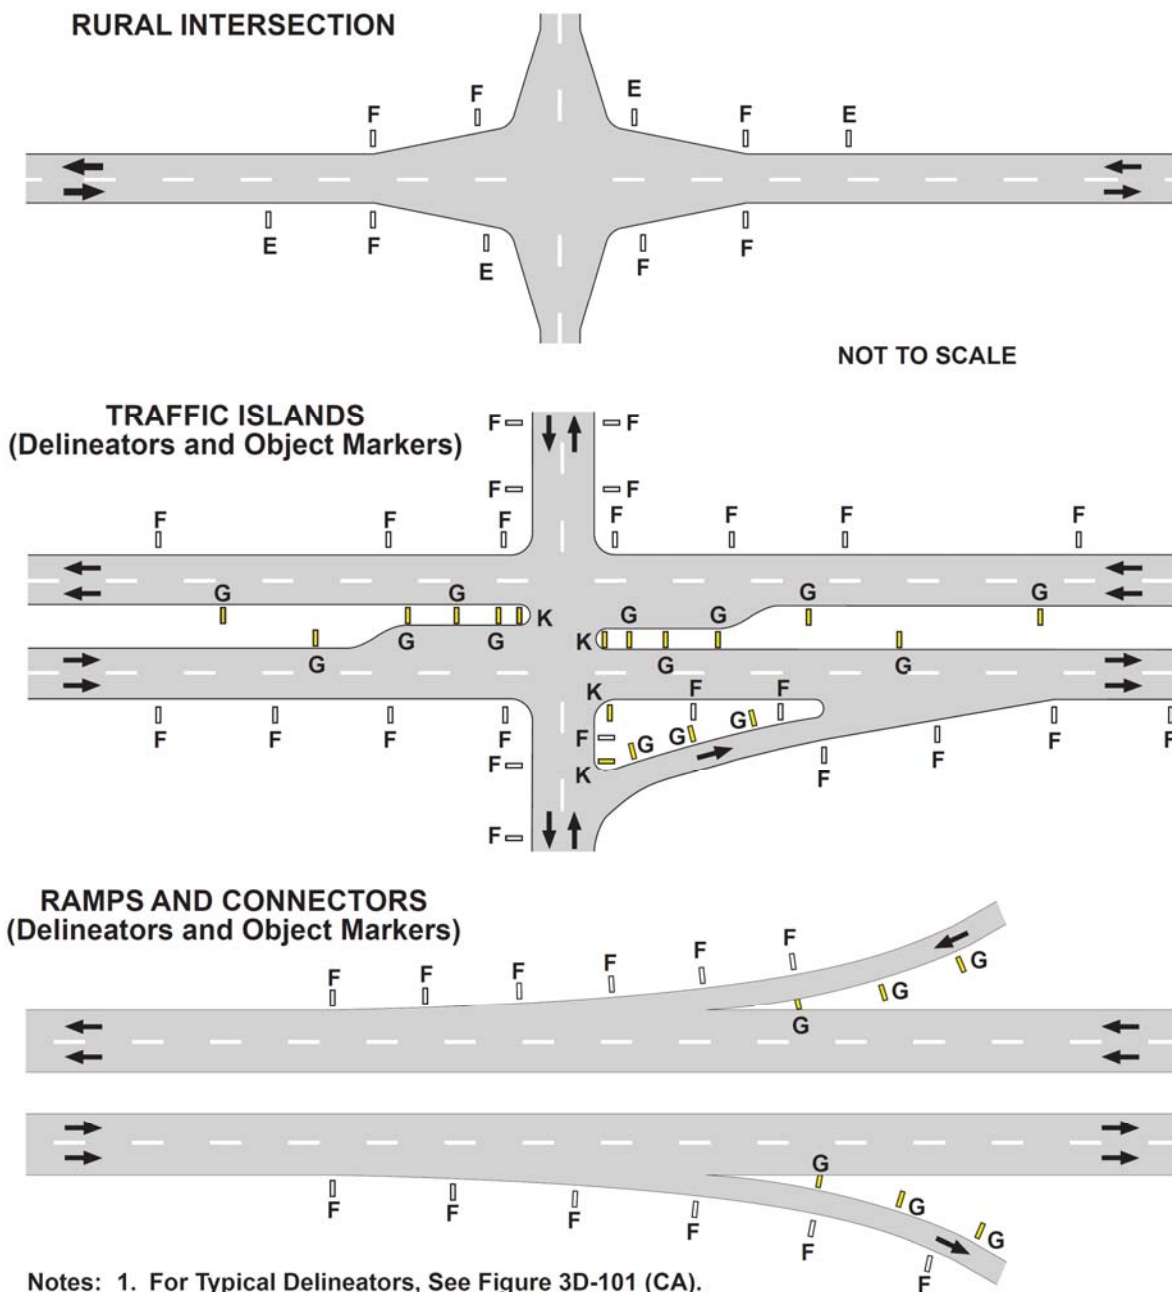 RURAL INTERSECTION
F F E F E
E F E F F
NOT TO SCALE
TRAFFIC ISLANDS
(Delineators and Object Markers)
F F
F F
F F F F F F F
G G G G G G
K
K
G G G G G
K F F
F F F F F G G G F F
F K F F
F
RAMPS AND CONNECTORS
(Delineators and Object Markers)
F F F F F F
G
G
G
G
G
G
F F F F F F
Notes: 1. For Typical Delineators, See Figure 3D-101 (CA).